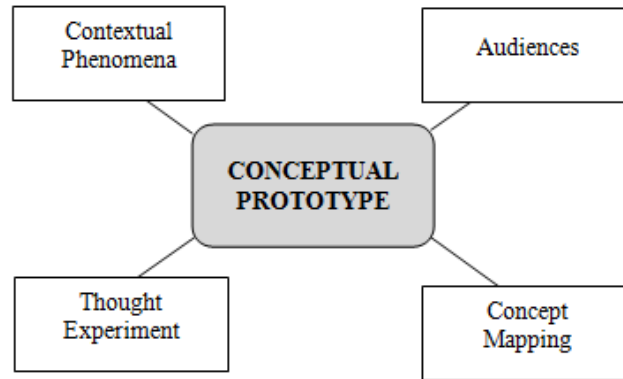 Contextual
Phenomena
Audiences
CONCEPTUAL
PROTOTYPE
Thought
Experiment
Concept
Mapping